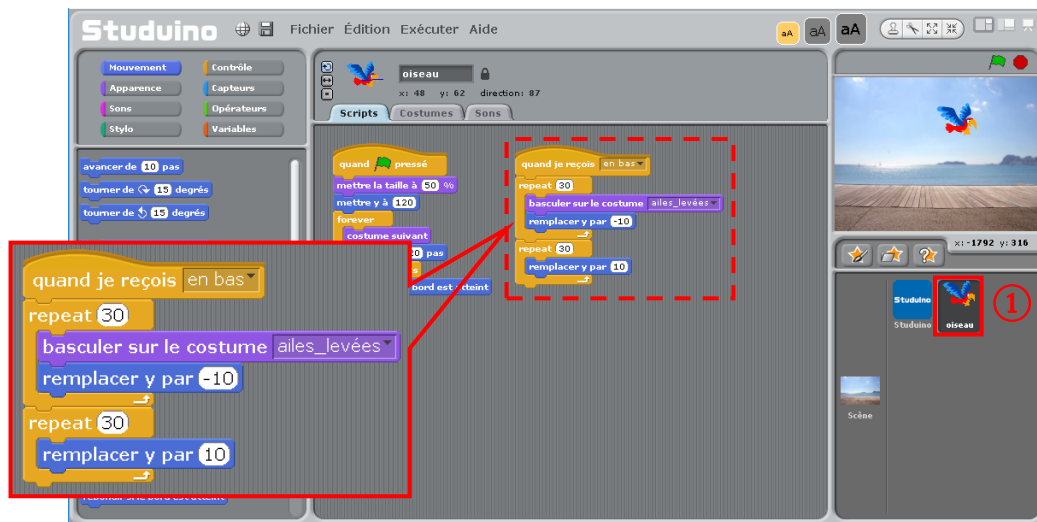 Studuino
Fichier Édition Exécuter Aide
aA aA aA
Mouvement Contrôle
Apparence Capteurs
Sons Opérateurs
Stylo Variables
oiseau
x: 48 y: 62 direction: 87
Scripts Costumes Sons
avancer de 10 pas
tourner de 15 degrés
tourner de 15 degrés
quand pressé
mettre la taille à 50 %
mettre y à 120
forever
costume suivant
pas
bord est atteint
quand je reçois en bas
repeat 30
basculer sur le costume ailes_levées
remplacer y par -10
repeat 30
remplacer y par 10
quand je reçois en bas
repeat 30
basculer sur le costume ailes_levées
remplacer y par -10
repeat 30
remplacer y par 10
x: -1792 y: 316
Studuino
Studuino oiseau
1
Scène